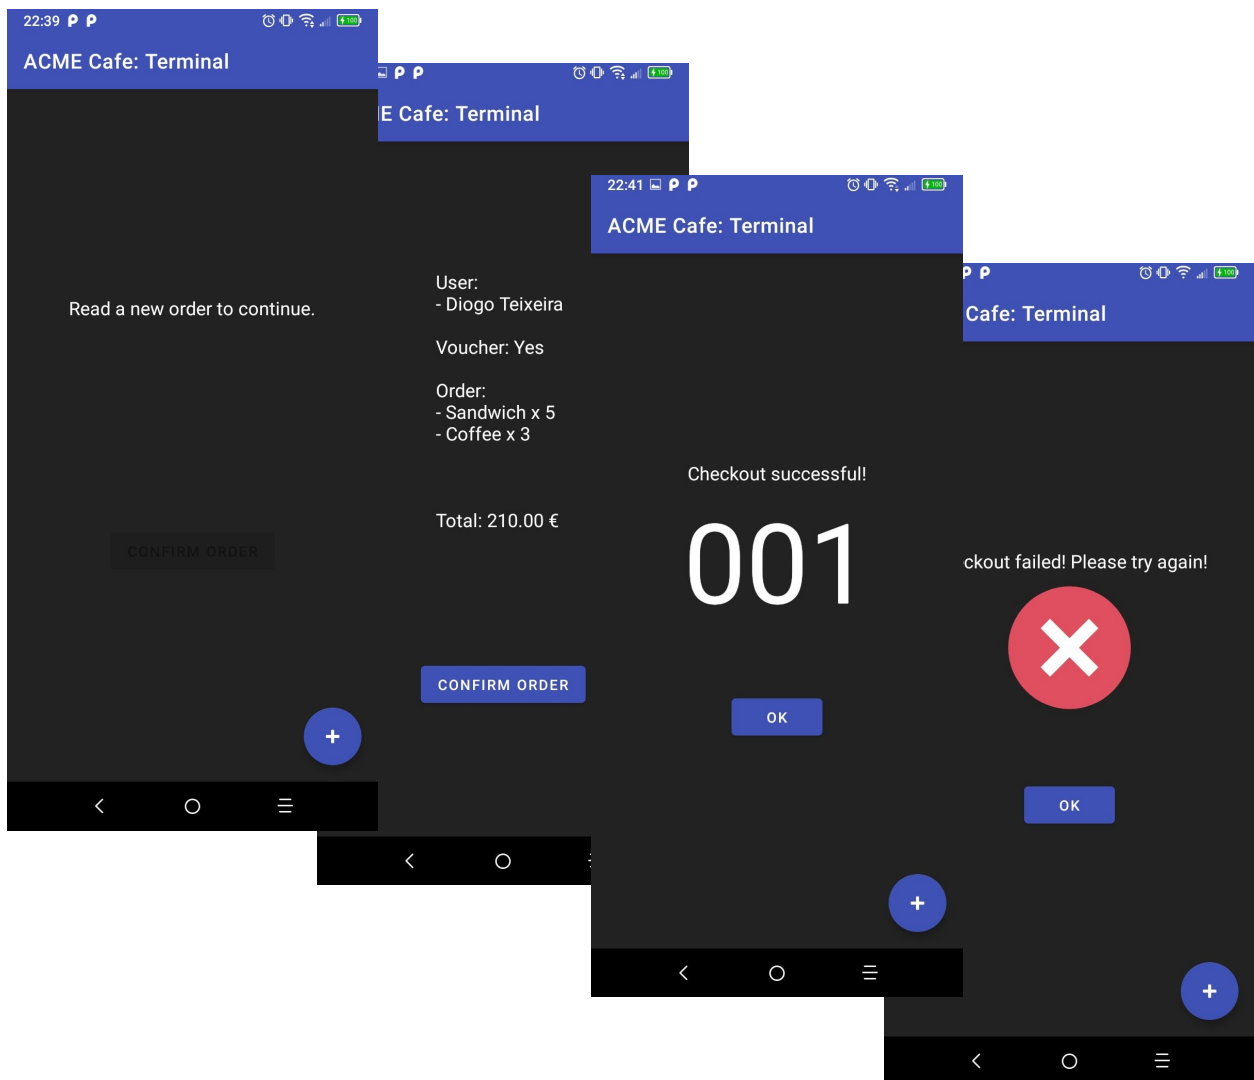 22:39
ACME Cafe: Terminal
Read a new order to continue.
CONFIRM ORDER
E Cafe: Terminal
User:
- Diogo Teixeira
Voucher: Yes
Order:
- Sandwich x 5
- Coffee x 3
Total: 210.00 €
CONFIRM ORDER
22:41
ACME Cafe: Terminal
Checkout successful!
001
OK
Cafe: Terminal
ckout failed! Please try again!
OK